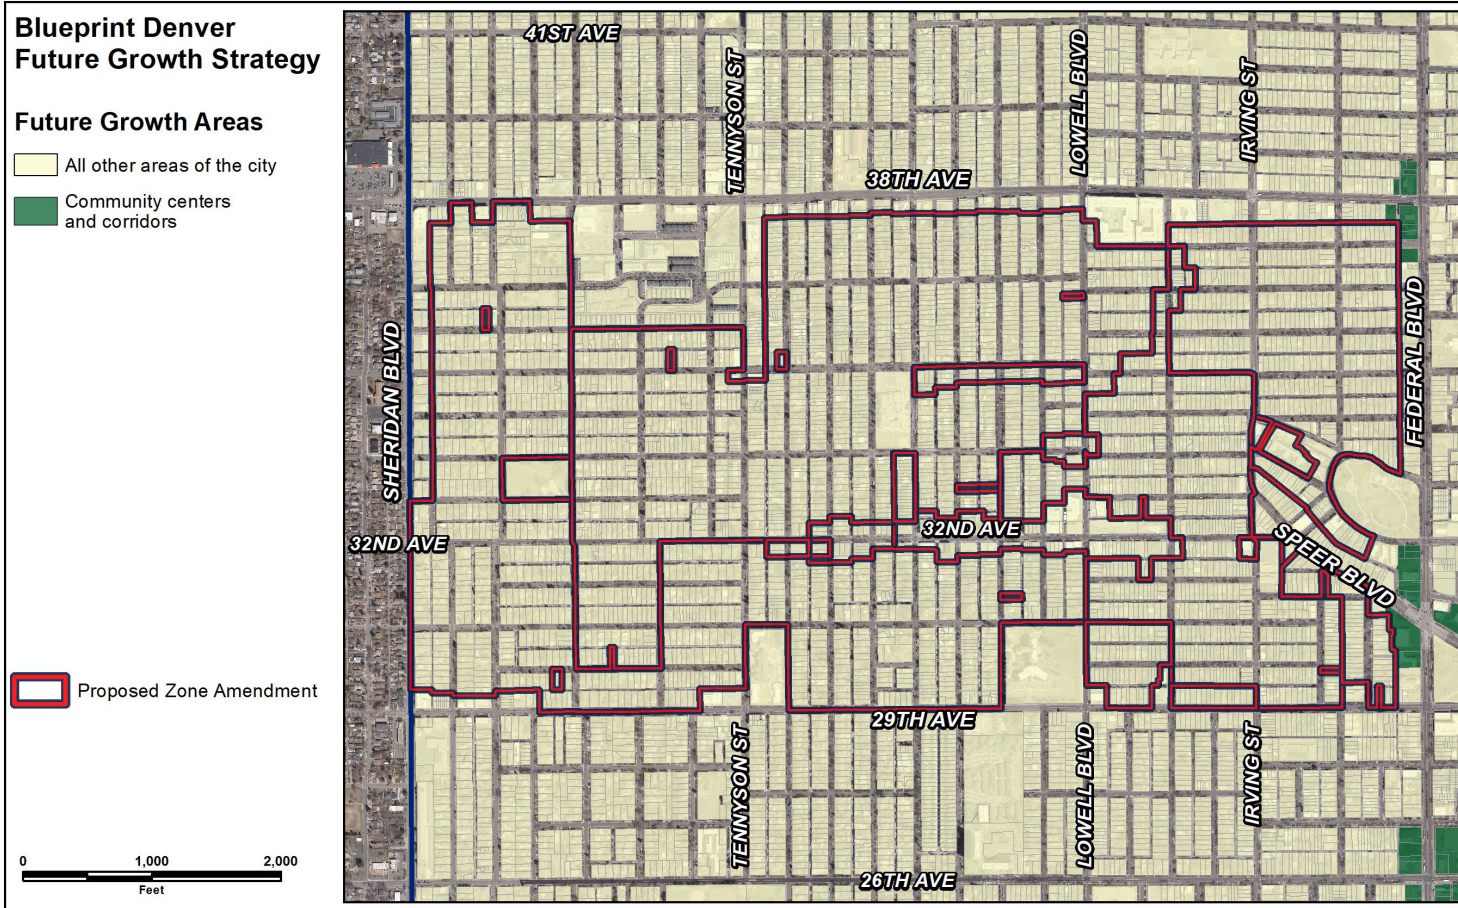 Blueprint Denver
Future Growth Strategy
Future Growth Areas
All other areas of the city
Community centers
and corridors
Proposed Zone Amendment
0 1,000 2,000
Feet
41ST AVE
TENNYSON ST
LOWELL BLVD
IRVING ST
38TH AVE
SHERIDAN BLVD
FEDERAL BLVD
32ND AVE
32ND AVE
SPEER BLVD
29TH AVE
TENNYSON ST
LOWELL BLVD
IRVING ST
26TH AVE